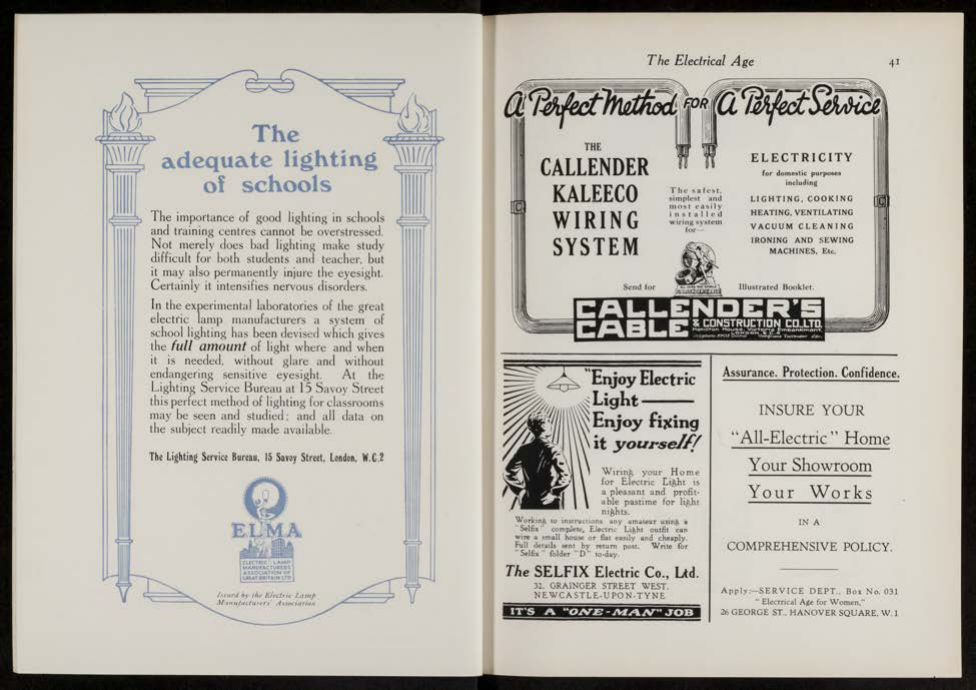 The
adequate lighting
of schools
The importance of good lighting in schools
and training centres cannot be overstressed.
Not merely does bad lighting make study
difficult for both students and teacher, but
it may also permanently injure the eyesight.
Certainly it intensifies nervous disorders.
In the experimental laboratories of the great
electric lamp manufacturers a system of
school lighting has been devised which gives
the full amount of light where and when
it is needed, without glare and without
endangering sensitive eyesight. At the
Lighting Service Bureau at 15 Savoy Street
this perfect method of lighting for classrooms
may be seen and studied; and all data on
the subject readily made available.
The Lighting Service Bureau, 15 Savoy Street, London, W.C.2
ELMA
ELECTRIC LAMP
MANUFACTURERS
ASSOCIATION OF
GREAT BRITAIN LTD
Issued by the Electric Lamp
Manufacturers' Association
The Electrical Age 41
A Perfect Method FOR A Perfect Service
THE
CALLENDER
KALEECO
WIRING
SYSTEM
The safest,
simplest and
most easily
installed
wiring system
for—
ELECTRICITY
for domestic purposes
including
LIGHTING, COOKING
HEATING, VENTILATING
VACUUM CLEANING
IRONING AND SEWING
MACHINES, Etc.
Send for Illustrated Booklet.
CALLENDER'S
CABLE & CONSTRUCTION CO. LTD.
Hamilton House, Victoria Embankment,
LONDON, E.C.4
"Enjoy Electric
Light—
Enjoy fixing
it yourself!
Wiring your Home
for Electric Light is
a pleasant and profit-
able pastime for light
nights.
Working to instructions any amateur using a
"Selfix" complete, Electric Light outfit can
wire a small house or flat easily and cheaply.
Full details sent by return post. Write for
"Selfix" folder "D" to-day.
The SELFIX Electric Co., Ltd.
32, GRAINGER STREET WEST,
NEWCASTLE-UPON-TYNE
IT'S A "ONE-MAN" JOB
Assurance. Protection. Confidence.
INSURE YOUR
"All-Electric" Home
Your Showroom
Your Works
IN A
COMPREHENSIVE POLICY.
Apply:—SERVICE DEPT., Box No. 031
"Electrical Age for Women,"
26 GEORGE ST., HANOVER SQUARE, W.1